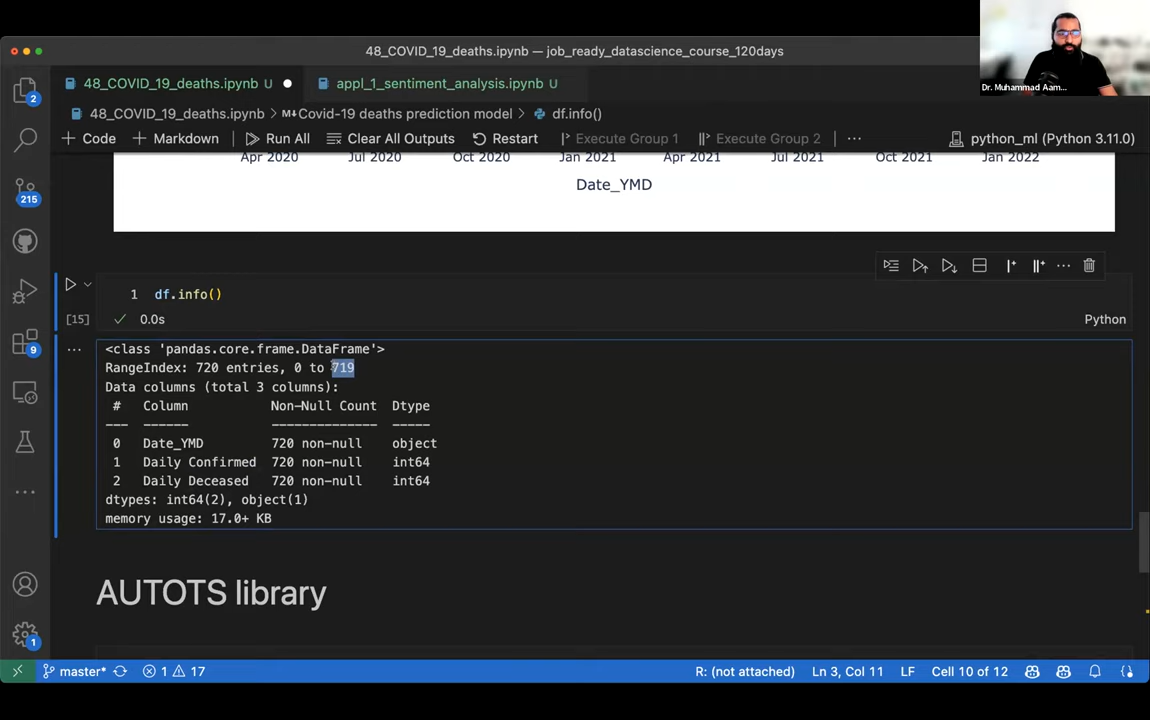 48_COVID_19_deaths.ipynb — job_ready_datascience_course_120days
Dr. Muhammad Aam...
48_COVID_19_deaths.ipynb U
appl_1_sentiment_analysis.ipynb U
48_COVID_19_deaths.ipynb > M↓Covid-19 deaths prediction model > df.info()
+ Code + Markdown Run All Clear All Outputs Restart Execute Group 1 Execute Group 2 ... python_ml (Python 3.11.0)
Apr 2020 Jul 2020 Oct 2020 Jan 2021 Apr 2021 Jul 2021 Oct 2021 Jan 2022
Date_YMD
1 df.info()
[15] 0.0s Python
<class 'pandas.core.frame.DataFrame'>
RangeIndex: 720 entries, 0 to 719
Data columns (total 3 columns):
# Column Non-Null Count Dtype
--- ------ -------------- -----
0 Date_YMD 720 non-null object
1 Daily Confirmed 720 non-null int64
2 Daily Deceased 720 non-null int64
dtypes: int64(2), object(1)
memory usage: 17.0+ KB
AUTOTS library
2
215
9
1
master* 1 17 R: (not attached) Ln 3, Col 11 LF Cell 10 of 12